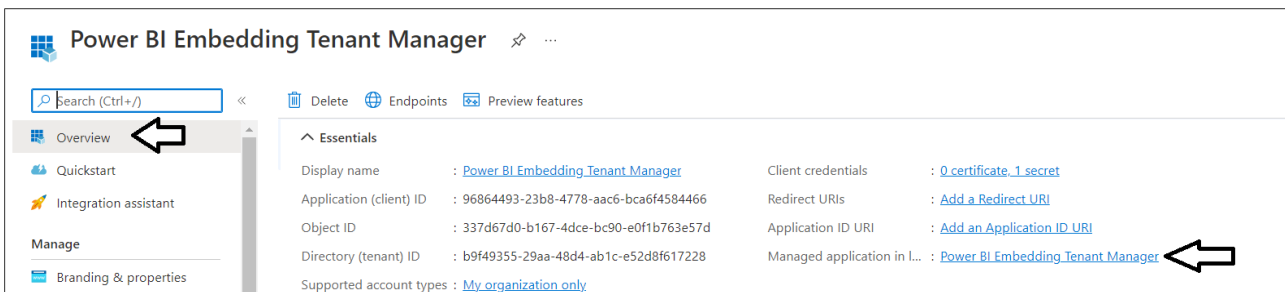 Power BI Embedding Tenant Manager ...
Search (Ctrl+/) «
Delete Endpoints Preview features
Overview
Quickstart
Integration assistant
Manage
Branding & properties
Essentials
Display name : Power BI Embedding Tenant Manager
Application (client) ID : 96864493-23b8-4778-aac6-bca6f4584466
Object ID : 337d67d0-b167-4dce-bc90-e0f1b763e57d
Directory (tenant) ID : b9f49355-29aa-48d4-ab1c-e52d8f617228
Supported account types : My organization only
Client credentials : 0 certificate, 1 secret
Redirect URIs : Add a Redirect URI
Application ID URI : Add an Application ID URI
Managed application in l... : Power BI Embedding Tenant Manager